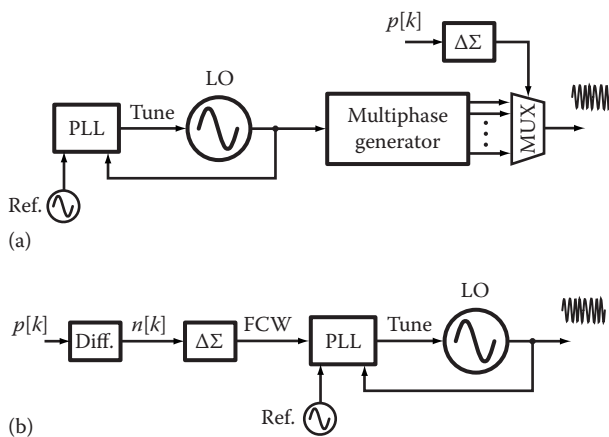 p[k]
ΔΣ
LO
PLL
Tune
Multiphase
generator
MUX
Ref.
(a)
LO
p[k]
Diff.
n[k]
ΔΣ
FCW
PLL
Tune
Ref.
(b)